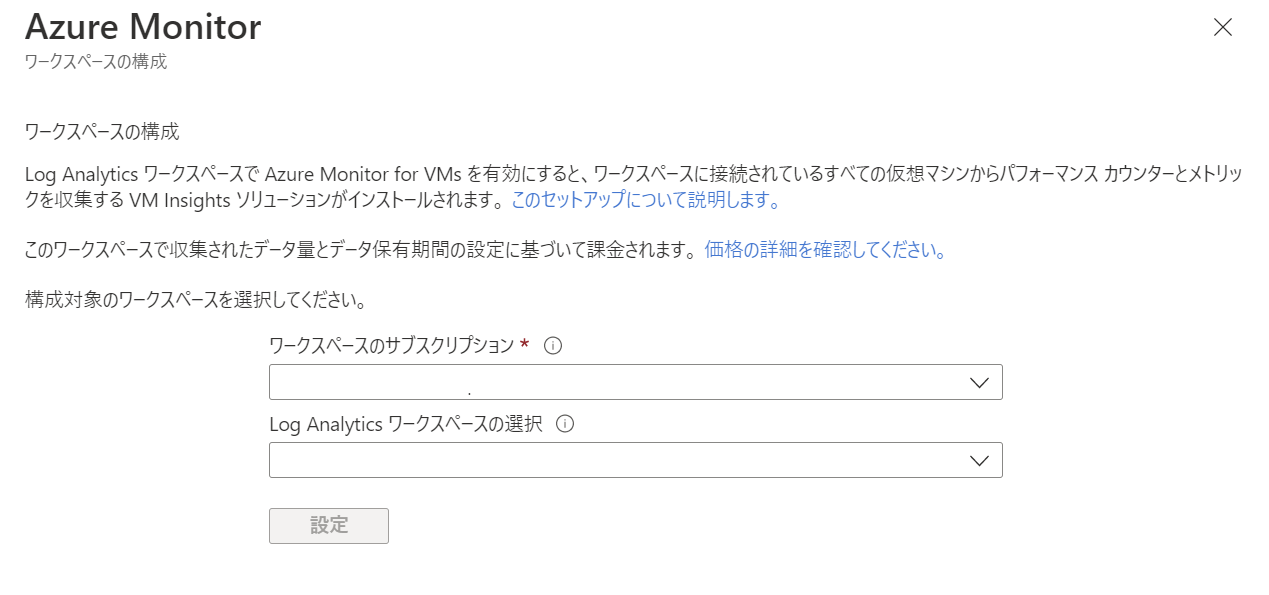 Azure Monitor
ワークスペースの構成
ワークスペースの構成
Log Analytics ワークスペースで Azure Monitor for VMs を有効にすると、ワークスペースに接続されているすべての仮想マシンからパフォーマンス カウンターとメトリッ
クを収集する VM Insights ソリューションがインストールされます。 このセットアップについて説明します。
このワークスペースで収集されたデータ量とデータ保有期間の設定に基づいて課金されます。 価格の詳細を確認してください。
構成対象のワークスペースを選択してください。
ワークスペースのサブスクリプション *
Log Analytics ワークスペースの選択
設定